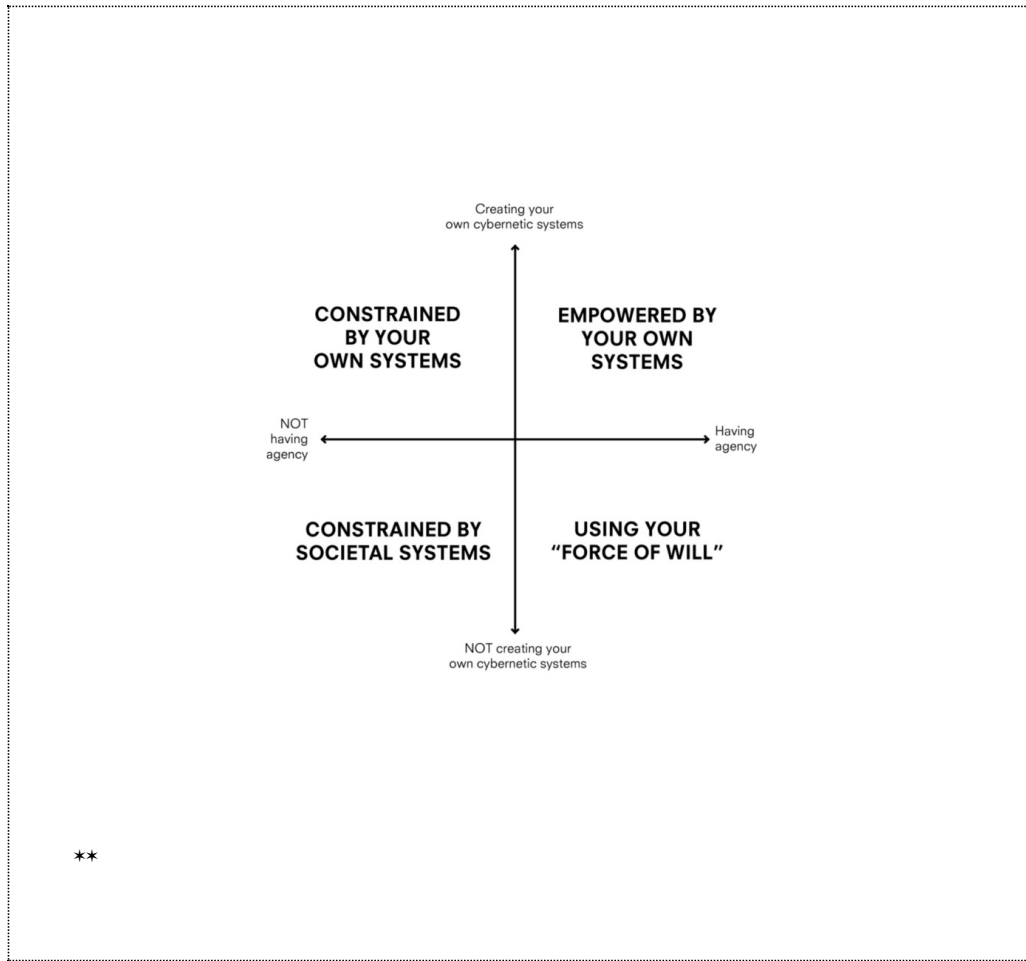 Creating your
own cybernetic systems
CONSTRAINED
BY YOUR
OWN SYSTEMS
EMPOWERED BY
YOUR OWN
SYSTEMS
NOT
having
agency
Having
agency
CONSTRAINED BY
SOCIETAL SYSTEMS
USING YOUR
“FORCE OF WILL”
NOT creating your
own cybernetic systems
✶✶